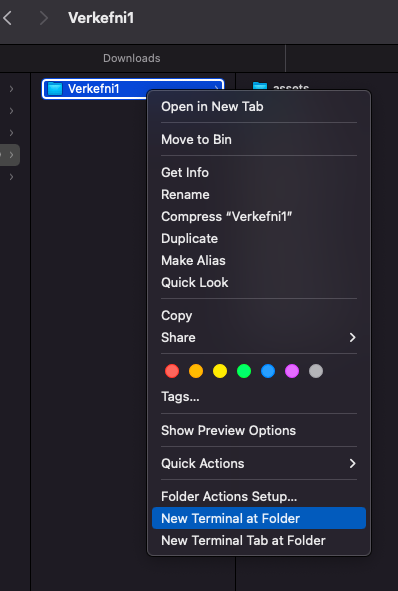 Verkefni1
Downloads
Verkefni1
assets
Open in New Tab
Move to Bin
Get Info
Rename
Compress “Verkefni1”
Duplicate
Make Alias
Quick Look
Copy
Share
Tags...
Show Preview Options
Quick Actions
Folder Actions Setup...
New Terminal at Folder
New Terminal Tab at Folder